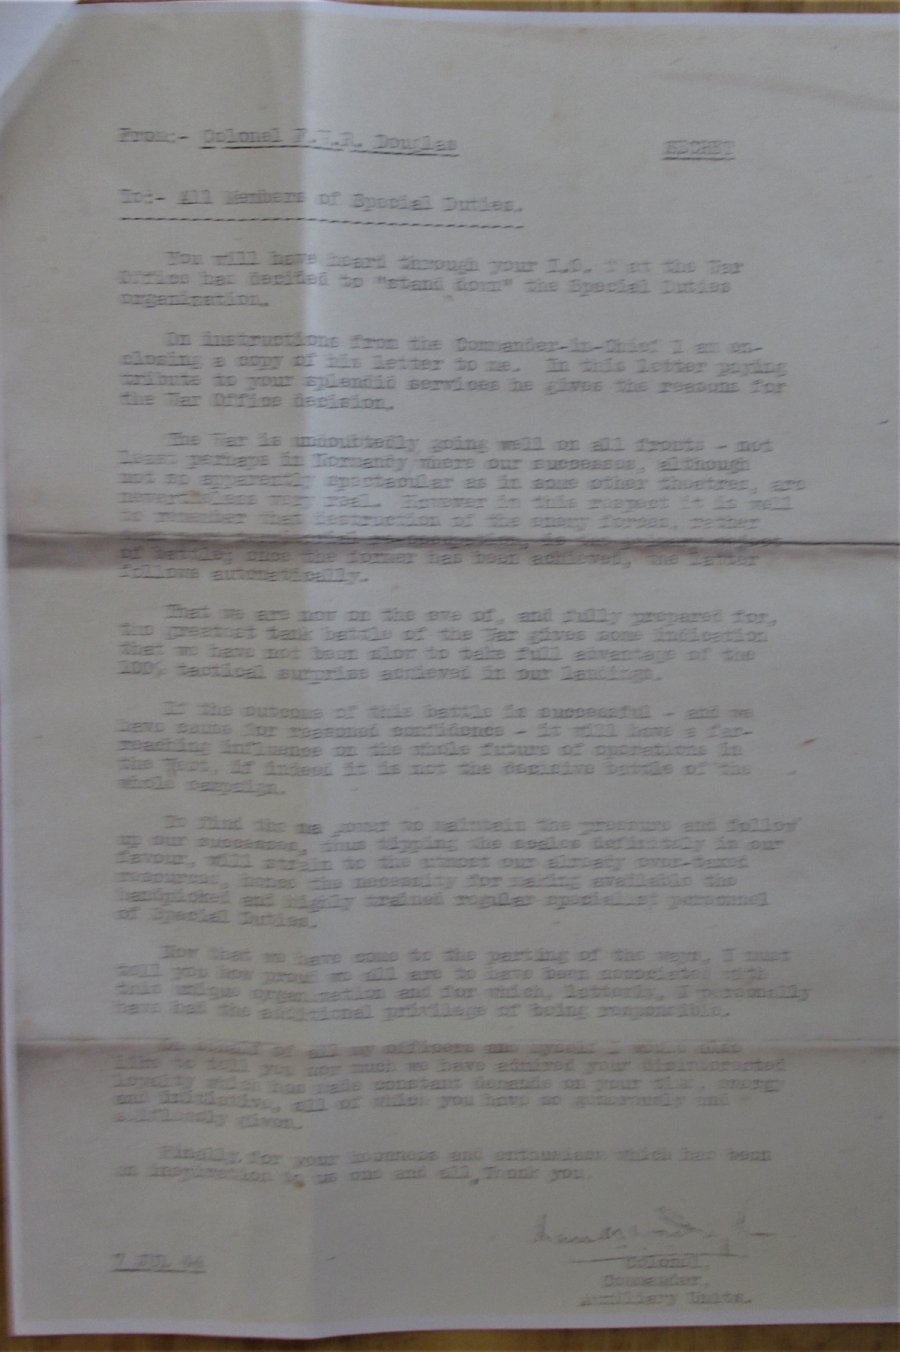 From:- Colonel F.W.R. Douglas
SECRET
To:- All Members of Special Duties.
You will have heard through your I.O. at the War
Office has decided to "stand down" the Special Duties
organization.
On instructions from the Commander-in-Chief I am en-
closing a copy of his letter to me. In this letter paying
tribute to your splendid services he gives the reasons for
the War Office decision.
The War is undoubtedly going well on all fronts - not
least perhaps in Normandy where our successes, although
not so apparently spectacular as in some other theatres, are
nevertheless very real. However in this respect it is well
to remember that destruction of the enemy forces, rather
of battle; once the former has been achieved, the latter
follows automatically.
That we are now on the eve of, and fully prepared for,
the greatest tank battle of the War gives some indication
that we have not been slow to take full advantage of the
100% tactical surprise achieved in our landings.
If the outcome of this battle is successful - and we
have cause for reasoned confidence - it will have a far-
reaching influence on the whole future of operations in
the West, if indeed it is not the decisive battle of the
whole campaign.
To find the ma power to maintain the pressure and follow
up our successes, thus tipping the scales definitely in our
favour, will strain to the utmost our already over-taxed
resources, hence the necessity for making available the
handpicked and highly trained regular specialist personnel
of Special Duties.
Now that we have come to the parting of the ways, I must
tell you how proud we all are to have been associated with
this unique organization and for which, latterly, I personally
have had the additional privilege of being responsible.
On behalf of all my officers and myself I would also
like to tell you how much we have admired your disinterested
loyalty which has made constant demands on your time, energy
and initiative, all of which you have so generously and
selflessly given.
Finally, for your keenness and enthusiasm which has been
an inspiration to us one and all, Thank you.
7 JUL 44
Colonel.
Commander.
Auxiliary Units.